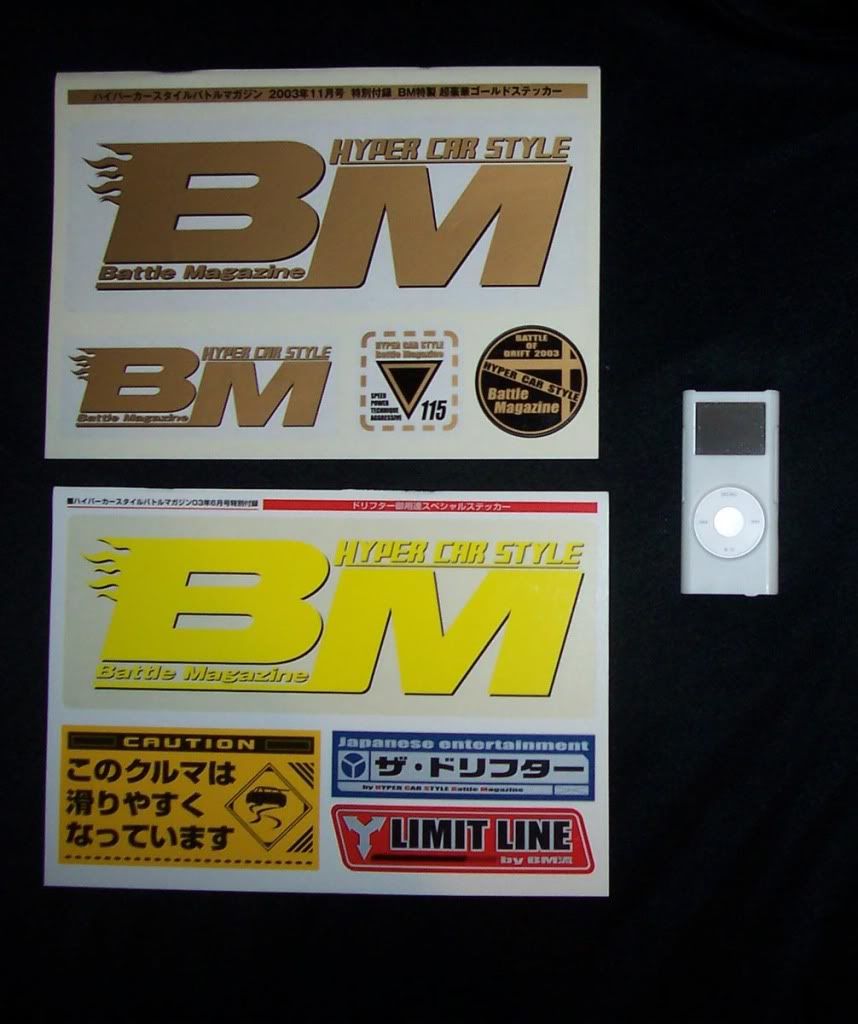 ハイパーカースタイルバトルマガジン 2003年11月号 特別付録 BM特製 超豪華ゴールドステッカー
HYPER CAR STYLE
BM
Battle Magazine
HYPER CAR STYLE
BM
Battle Magazine
HYPER CAR STYLE
Battle Magazine
SPEED
POWER
TECHNIQUE
AGGRESSIVE
115
BATTLE
OF
DRIFT 2003
HYPER CAR STYLE
Battle
Magazine
■ハイパーカースタイルバトルマガジン03年6月号特別付録
ドリフター御用達スペシャルステッカー
HYPER CAR STYLE
BM
Battle Magazine
CAUTION
このクルマは
滑りやすく
なっています
Japanese entertainment
ザ・ドリフター
by HYPER CAR STYLE Battle Magazine
LIMIT LINE
by BM流
MENU